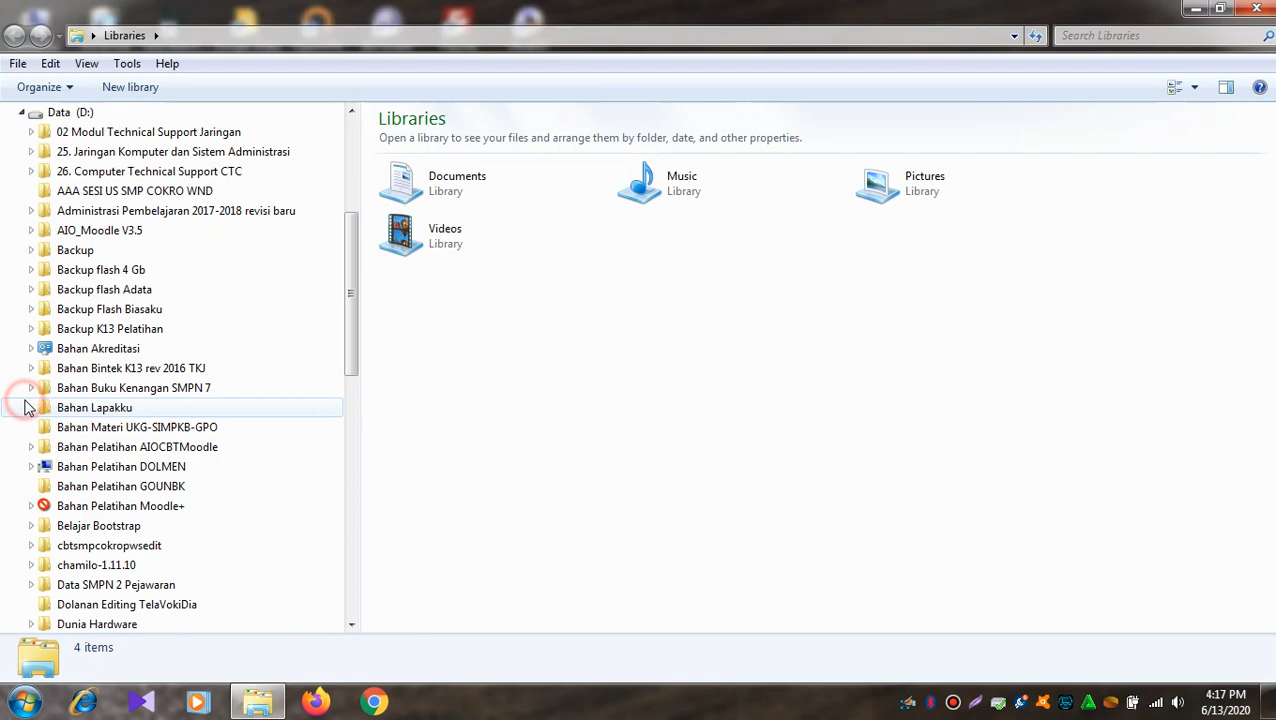 Libraries
Search Libraries
File Edit View Tools Help
Organize New library
Data (D:)
02 Modul Technical Support Jaringan
25. Jaringan Komputer dan Sistem Administrasi
26. Computer Technical Support CTC
AAA SESI US SMP COKRO WND
Administrasi Pembelajaran 2017-2018 revisi baru
AIO_Moodle V3.5
Backup
Backup flash 4 Gb
Backup flash Adata
Backup Flash Biasaku
Backup K13 Pelatihan
Bahan Akreditasi
Bahan Bintek K13 rev 2016 TKJ
Bahan Buku Kenangan SMPN 7
Bahan Lapakku
Bahan Materi UKG-SIMPKB-GPO
Bahan Pelatihan AIOCBTMoodle
Bahan Pelatihan DOLMEN
Bahan Pelatihan GOUNBK
Bahan Pelatihan Moodle+
Belajar Bootstrap
cbtsmpcokropwsedit
chamilo-1.11.10
Data SMPN 2 Pejawaran
Dolanan Editing TelaVokiDia
Dunia Hardware
Libraries
Open a library to see your files and arrange them by folder, date, and other properties.
Documents
Library
Music
Library
Pictures
Library
Videos
Library
4 items
4:17 PM
6/13/2020